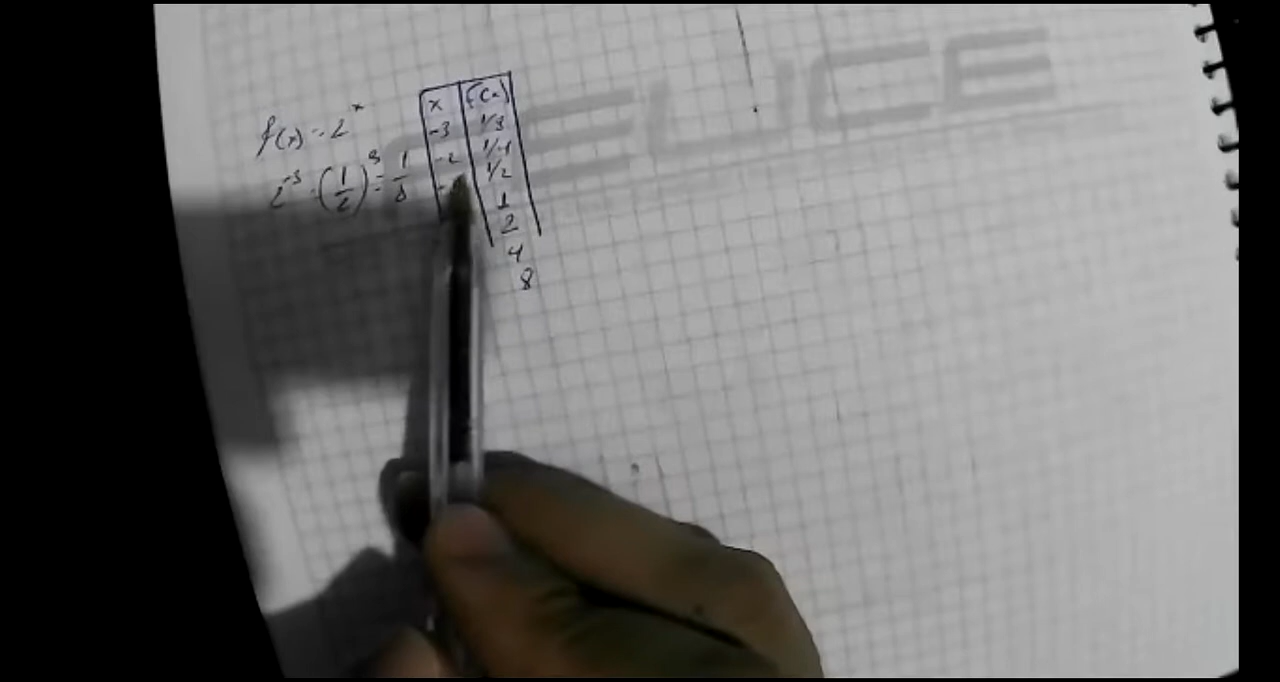 f(x) = 2^x
2^-3 = (1/2)^3 = 1/8
x f(x)
-3 1/8
-2 1/4
- 1/2
1
2
4
8
ELICE